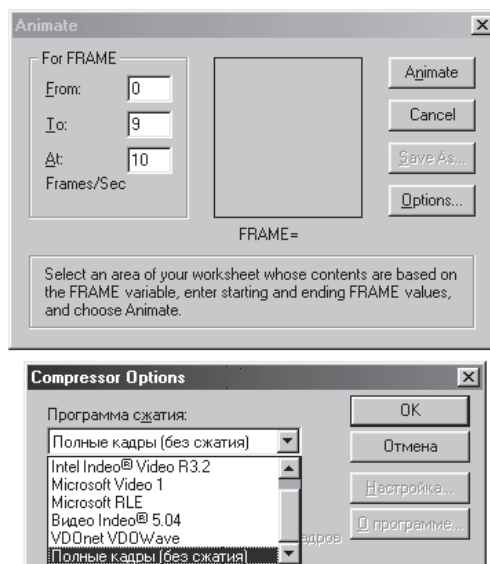 Animate
For FRAME
From: 0
To: 9
At: 10
Frames/Sec
Animate
Cancel
Save As...
Options...
FRAME=
Select an area of your worksheet whose contents are based on
the FRAME variable, enter starting and ending FRAME values,
and choose Animate.
Compressor Options
Программа сжатия:
Полные кадры (без сжатия)
Intel Indeo® Video R3.2
Microsoft Video 1
Microsoft RLE
Видео Indeo® 5.04
VDOnet VDOWave
Полные кадры (без сжатия)
адров
OK
Отмена
Настройка...
О программе...